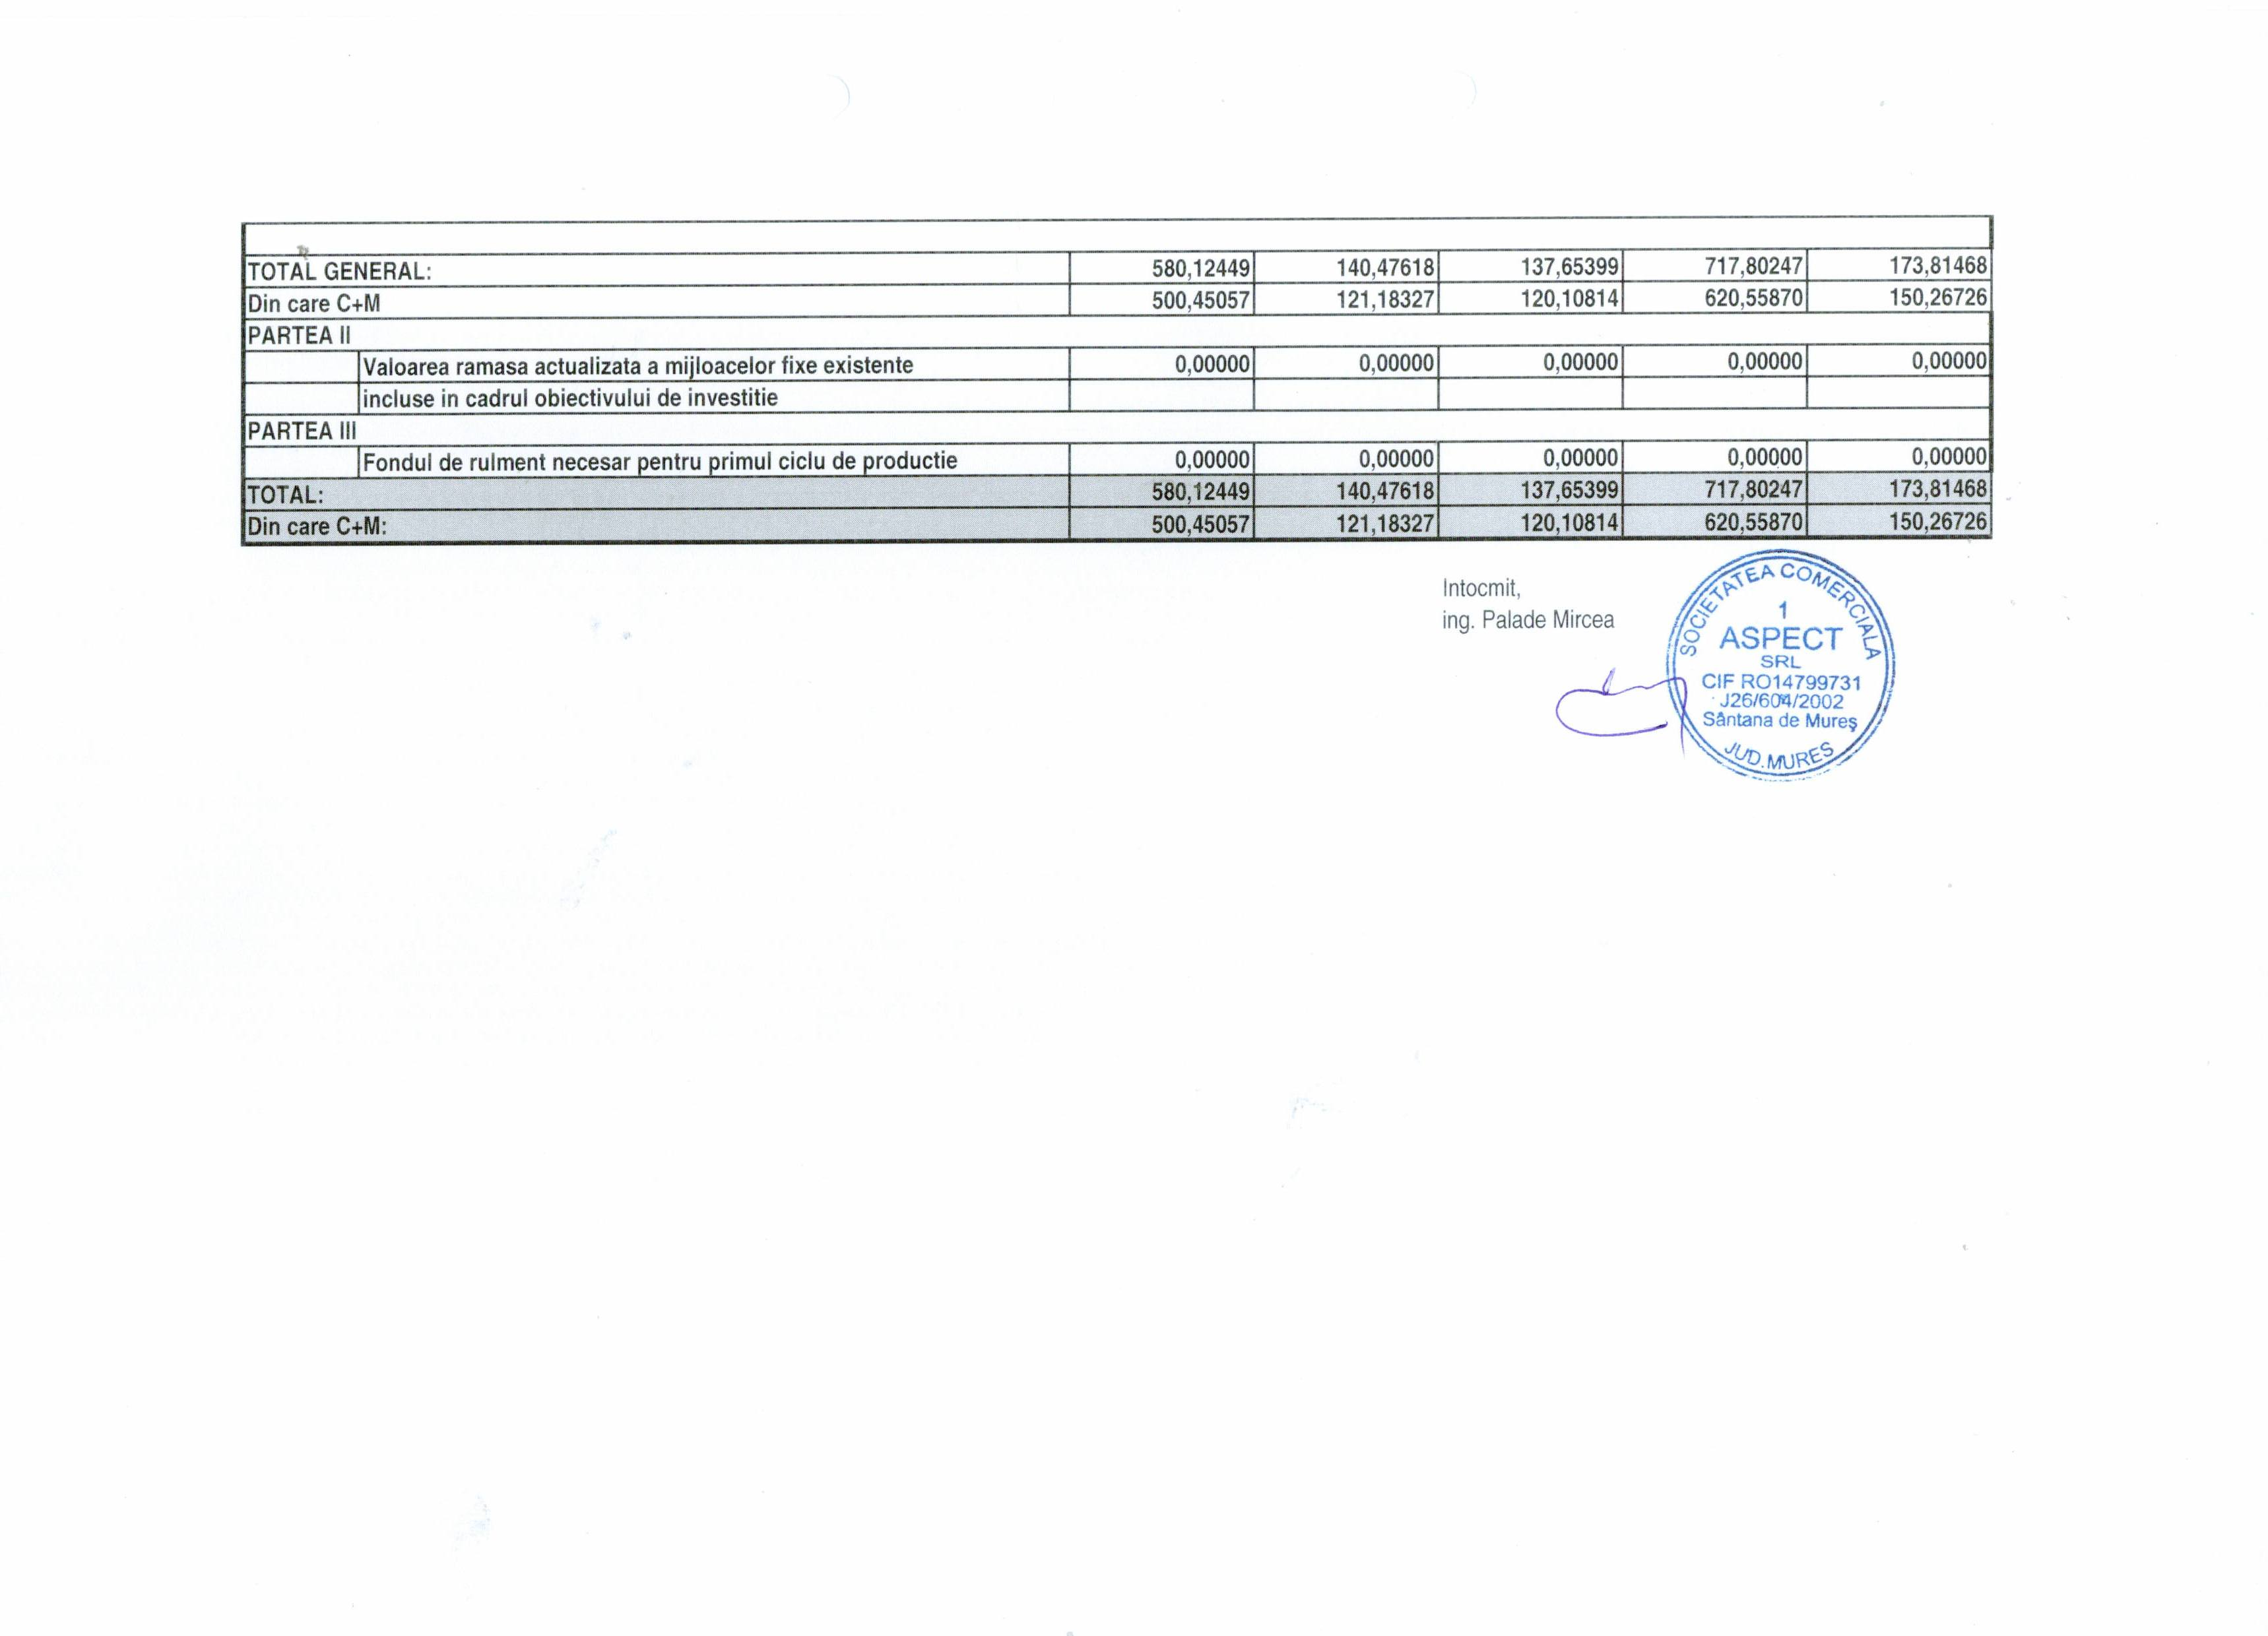 TOTAL GENERAL: 580,12449 140,47618 137,65399 717,80247 173,81468
Din care C+M 500,45057 121,18327 120,10814 620,55870 150,26726
PARTEA II
Valoarea ramasa actualizata a mijloacelor fixe existente 0,00000 0,00000 0,00000 0,00000 0,00000
incluse in cadrul obiectivului de investitie
PARTEA III
Fondul de rulment necesar pentru primul ciclu de productie 0,00000 0,00000 0,00000 0,00000 0,00000
TOTAL: 580,12449 140,47618 137,65399 717,80247 173,81468
Din care C+M: 500,45057 121,18327 120,10814 620,55870 150,26726
Intocmit,
ing. Palade Mircea
SOCIETATEA COMERCIALA
1
ASPECT
SRL
CIF RO14799731
J26/604/2002
Sântana de Mureş
JUD.MURES